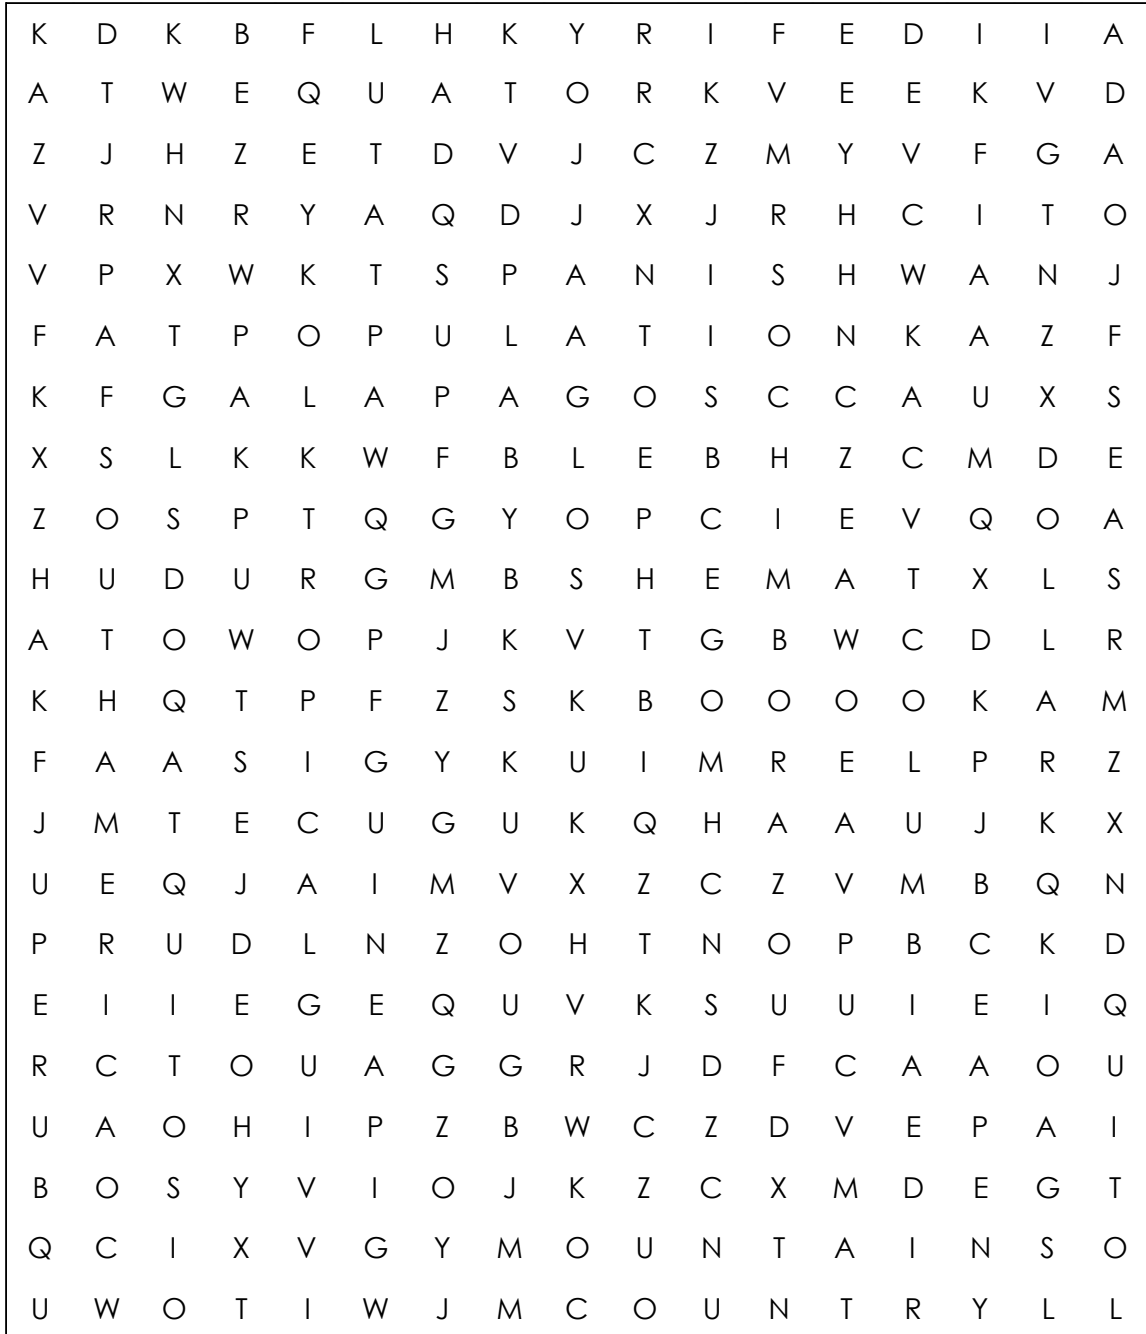 K D K B F L H K Y R I F E D I I A
A T W E Q U A T O R K V E E K V D
Z J H Z E T D V J C Z M Y V F G A
V R N R Y A Q D J X J R H C I T O
V P X W K T S P A N I S H W A N J
F A T P O P U L A T I O N K A Z F
K F G A L A P A G O S C C A U X S
X S L K K W F B L E B H Z C M D E
Z O S P T Q G Y O P C I E V Q O A
H U D U R G M B S H E M A T X L S
A T O W O P J K V T G B W C D L R
K H Q T P F Z S K B O O O O K A M
F A A S I G Y K U I M R E L P R Z
J M T E C U G U K Q H A A U J K X
U E Q J A I M V X Z C Z V M B Q N
P R U D L N Z O H T N O P B C K D
E I I E G E Q U V K S U U I E I Q
R C T O U A G G R J D F C A A O U
U A O H I P Z B W C Z D V E P A I
B O S Y V I O J K Z C X M D E G T
Q C I X V G Y M O U N T A I N S O
U W O T I W J M C O U N T R Y L L